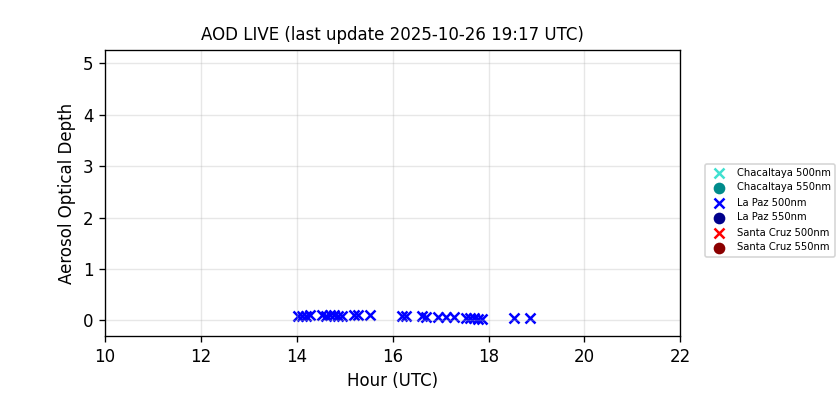 AOD LIVE (last update 2025-10-26 19:17 UTC)
5
4
3
2
1
0
Aerosol Optical Depth
10 12 14 16 18 20 22
Hour (UTC)
Chacaltaya 500nm
Chacaltaya 550nm
La Paz 500nm
La Paz 550nm
Santa Cruz 500nm
Santa Cruz 550nm